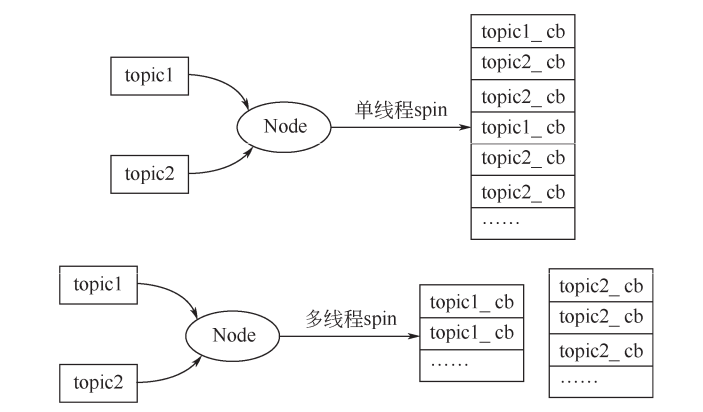 topic1
topic2
Node
单线程spin
topic1_ cb
topic2_ cb
topic2_ cb
topic1_ cb
topic2_ cb
topic2_ cb
……
topic1
topic2
Node
多线程spin
topic1_ cb
topic1_ cb
……
topic2_ cb
topic2_ cb
topic2_ cb
……